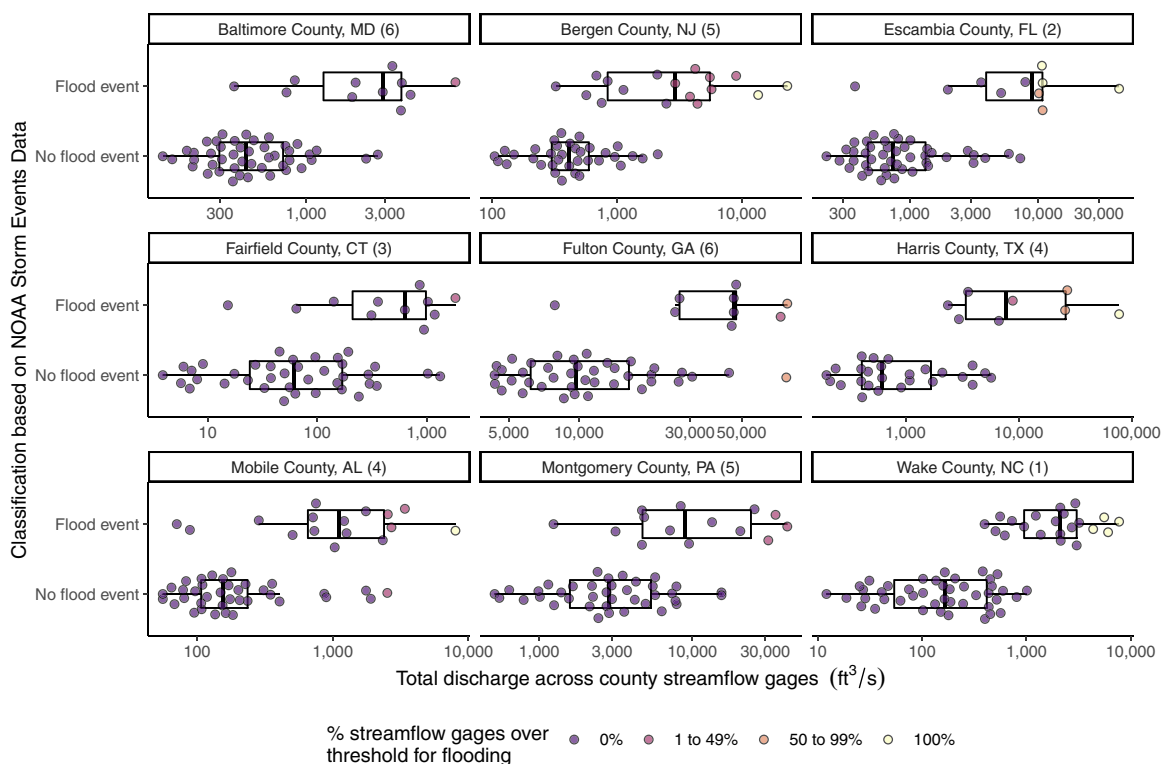 Classification based on NOAA Storm Events Data
Baltimore County, MD (6)
Bergen County, NJ (5)
Escambia County, FL (2)
Flood event
No flood event
300 1,000 3,000
100 1,000 10,000
300 1,000 3,000 10,000 30,000
Fairfield County, CT (3)
Fulton County, GA (6)
Harris County, TX (4)
Flood event
No flood event
10 100 1,000
5,000 10,000 30,000 50,000
1,000 10,000 100,000
Mobile County, AL (4)
Montgomery County, PA (5)
Wake County, NC (1)
Flood event
No flood event
100 1,000 10,000
1,000 3,000 10,000 30,000
10 100 1,000 10,000
Total discharge across county streamflow gages (ft³/s)
% streamflow gages over
threshold for flooding
0% 1 to 49% 50 to 99% 100%